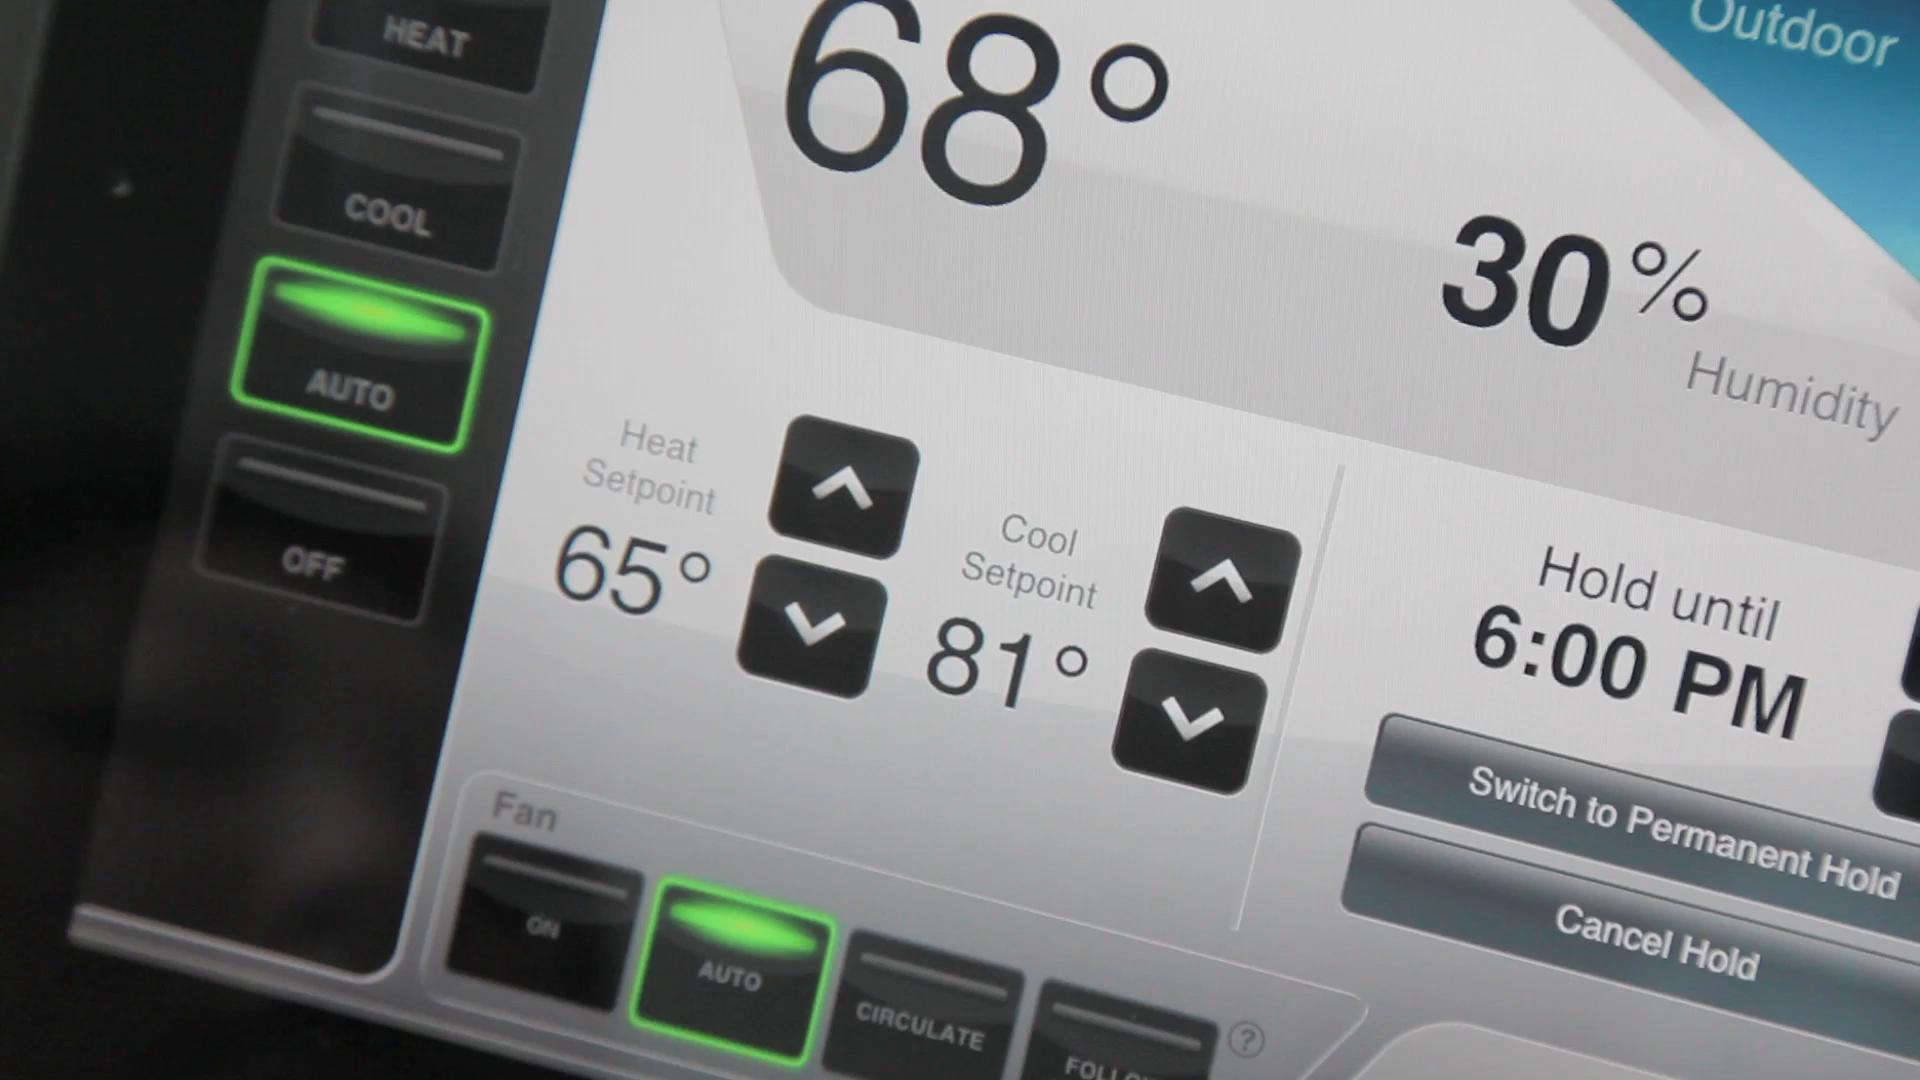 HEAT
COOL
AUTO
OFF
68°
Outdoor
30%
Humidity
Heat
Setpoint
65°
Cool
Setpoint
81°
Hold until
6:00 PM
Switch to Permanent Hold
Cancel Hold
Fan
ON
AUTO
CIRCULATE
?